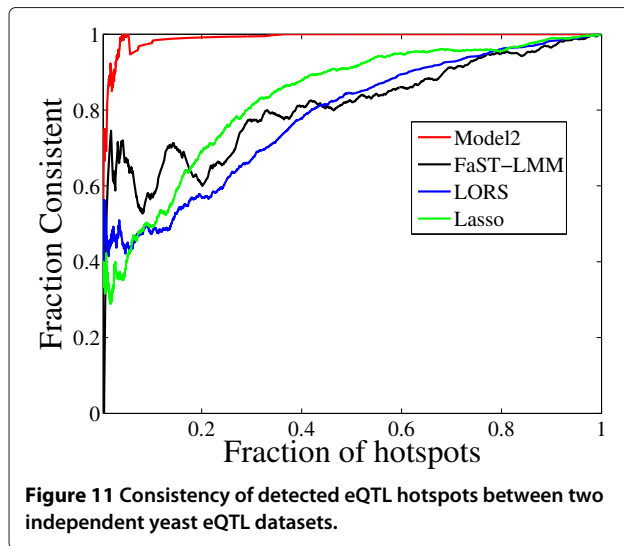 1
0.8
0.6
0.4
0.2
0
Fraction Consistent
Model2
FaST−LMM
LORS
Lasso
0.2 0.4 0.6 0.8 1
Fraction of hotspots
Figure 11 Consistency of detected eQTL hotspots between two
independent yeast eQTL datasets.